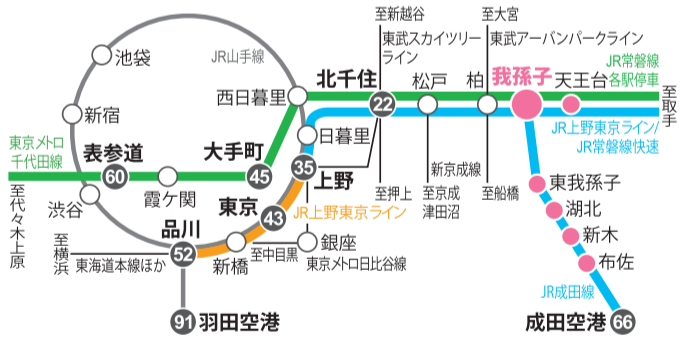 至新越谷
至大宮
東武スカイツリー
ライン
東武アーバンパークライン
池袋
JR山手線
西日暮里
北千住
22
松戸
柏
我孫子
天王台
JR常磐線
各駅停車
至取手
新宿
日暮里
JR上野東京ライン/
JR常磐線快速
東京メトロ
千代田線
表参道
60
霞ケ関
大手町
45
35
上野
新京成線
至代々木上原
渋谷
品川
52
東京
43
JR上野東京ライン
至押上
至京成
津田沼
至船橋
東我孫子
湖北
新木
布佐
至横浜
東海道本線ほか
新橋
至中目黒
銀座
東京メトロ日比谷線
JR成田線
91
羽田空港
成田空港
66